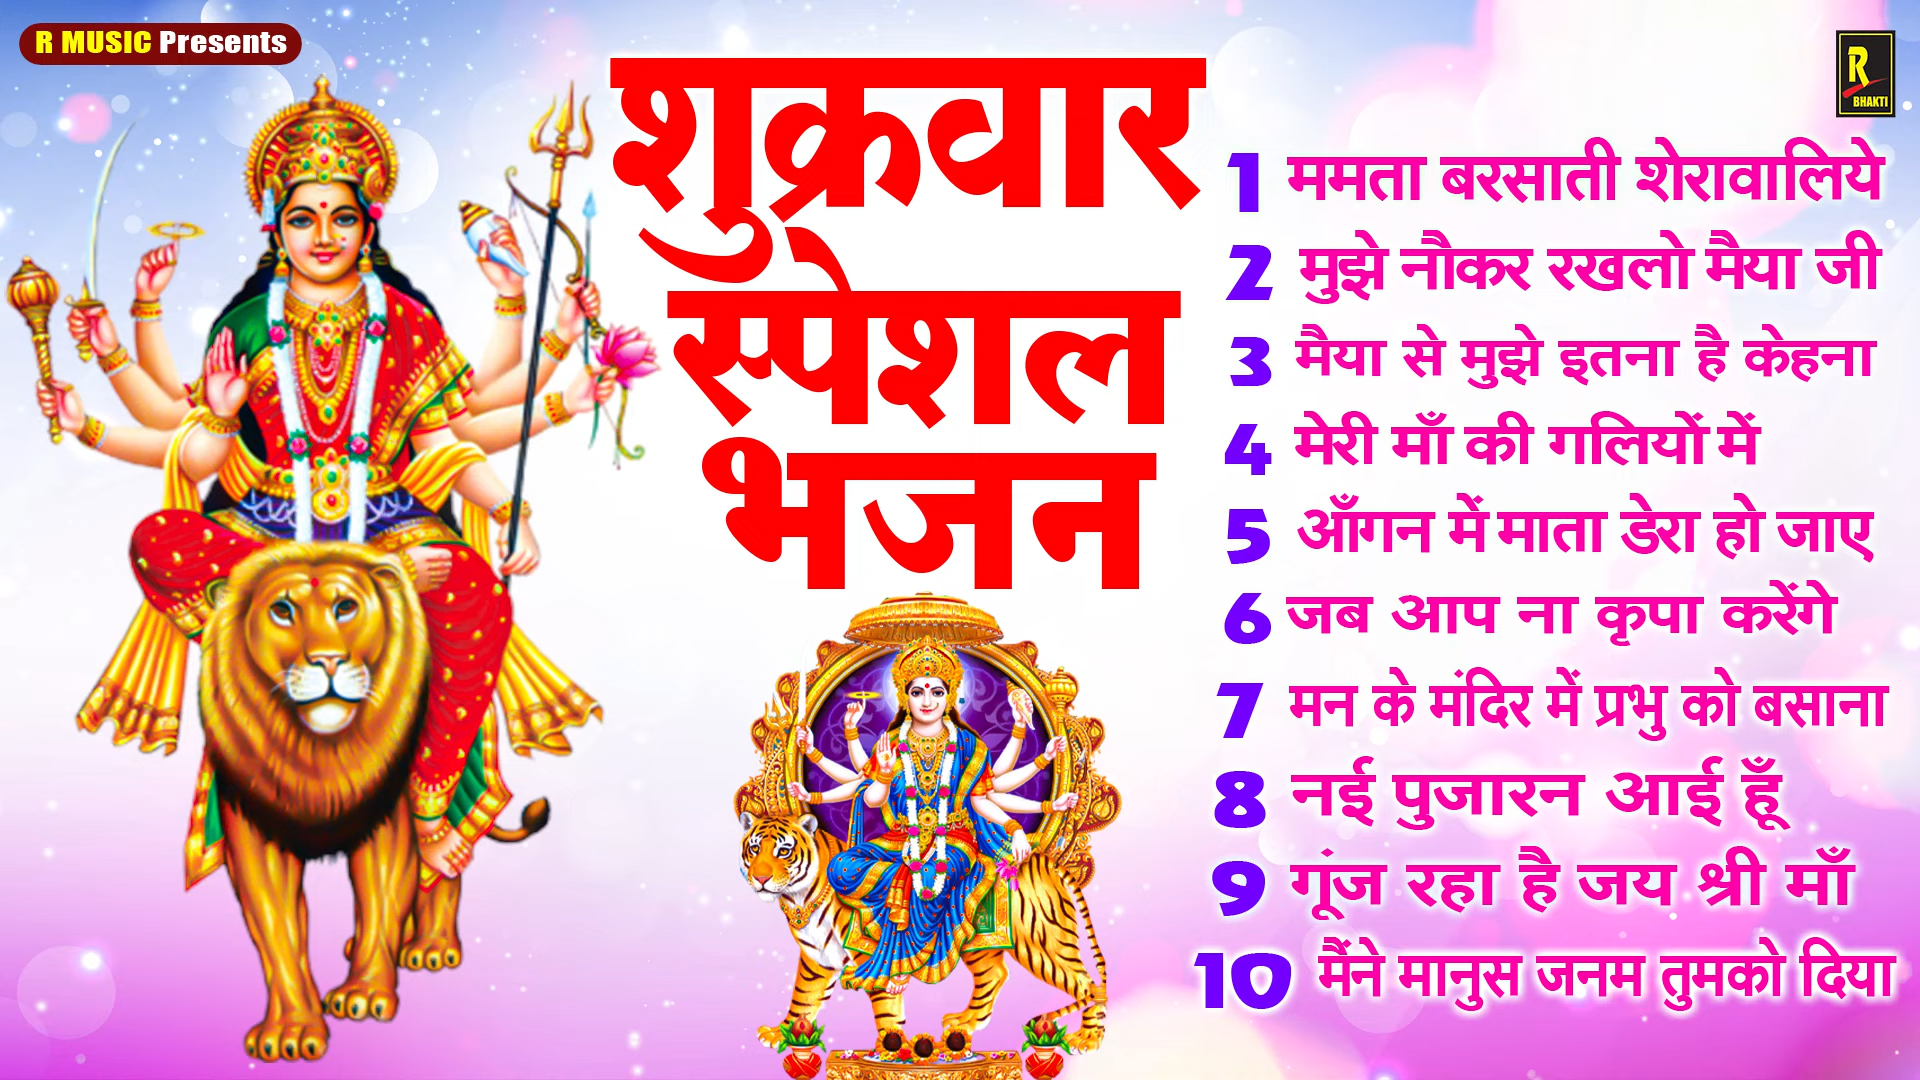 R MUSIC Presents
R
BHAKTI
शुक्रवार
स्पेशल
भजन
1 ममता बरसाती शेरावालिये
2 मुझे नौकर रखलो मैया जी
3 मैया से मुझे इतना है केहना
4 मेरी माँ की गलियों में
5 आँगन में माता डेरा हो जाए
6 जब आप ना कृपा करेंगे
7 मन के मंदिर में प्रभु को बसाना
8 नई पुजारन आई हूँ
9 गूंज रहा है जय श्री माँ
10 मैंने मानुस जनम तुमको दिया